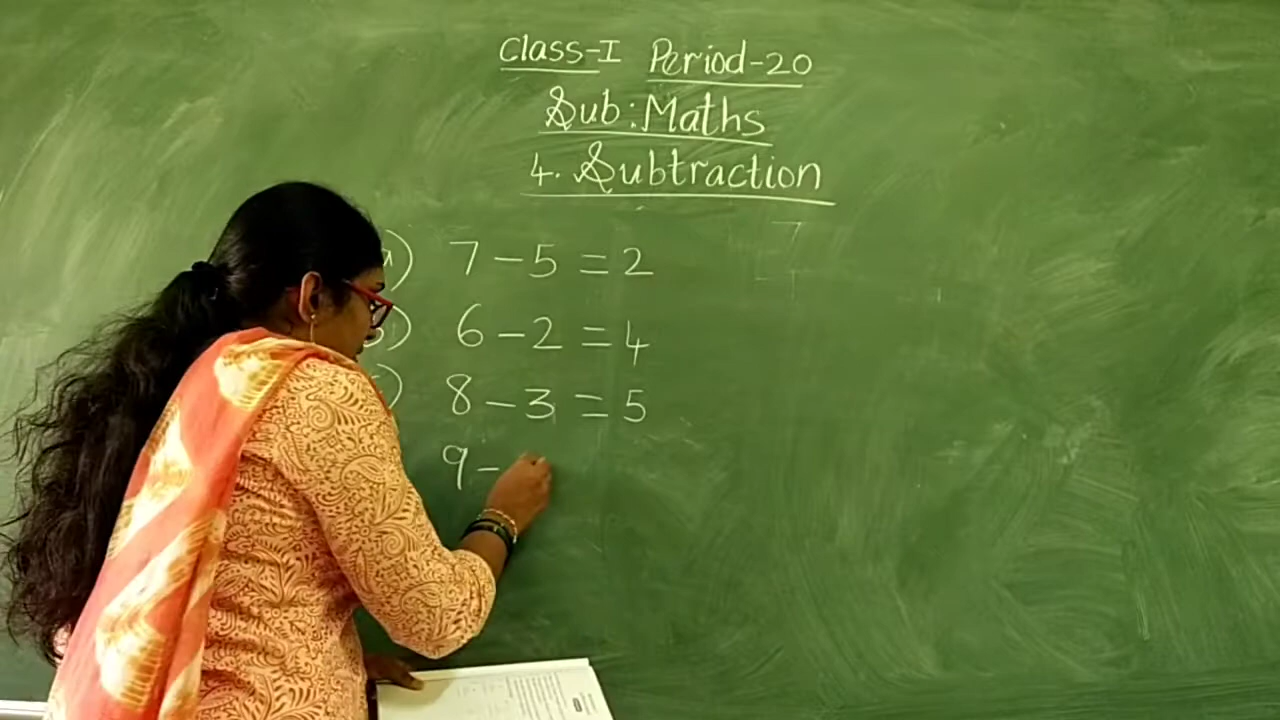 Class-I Period-20
Sub: Maths
4. Subtraction
a) 7-5 = 2
b) 6-2 = 4
) 8-3 = 5
9-